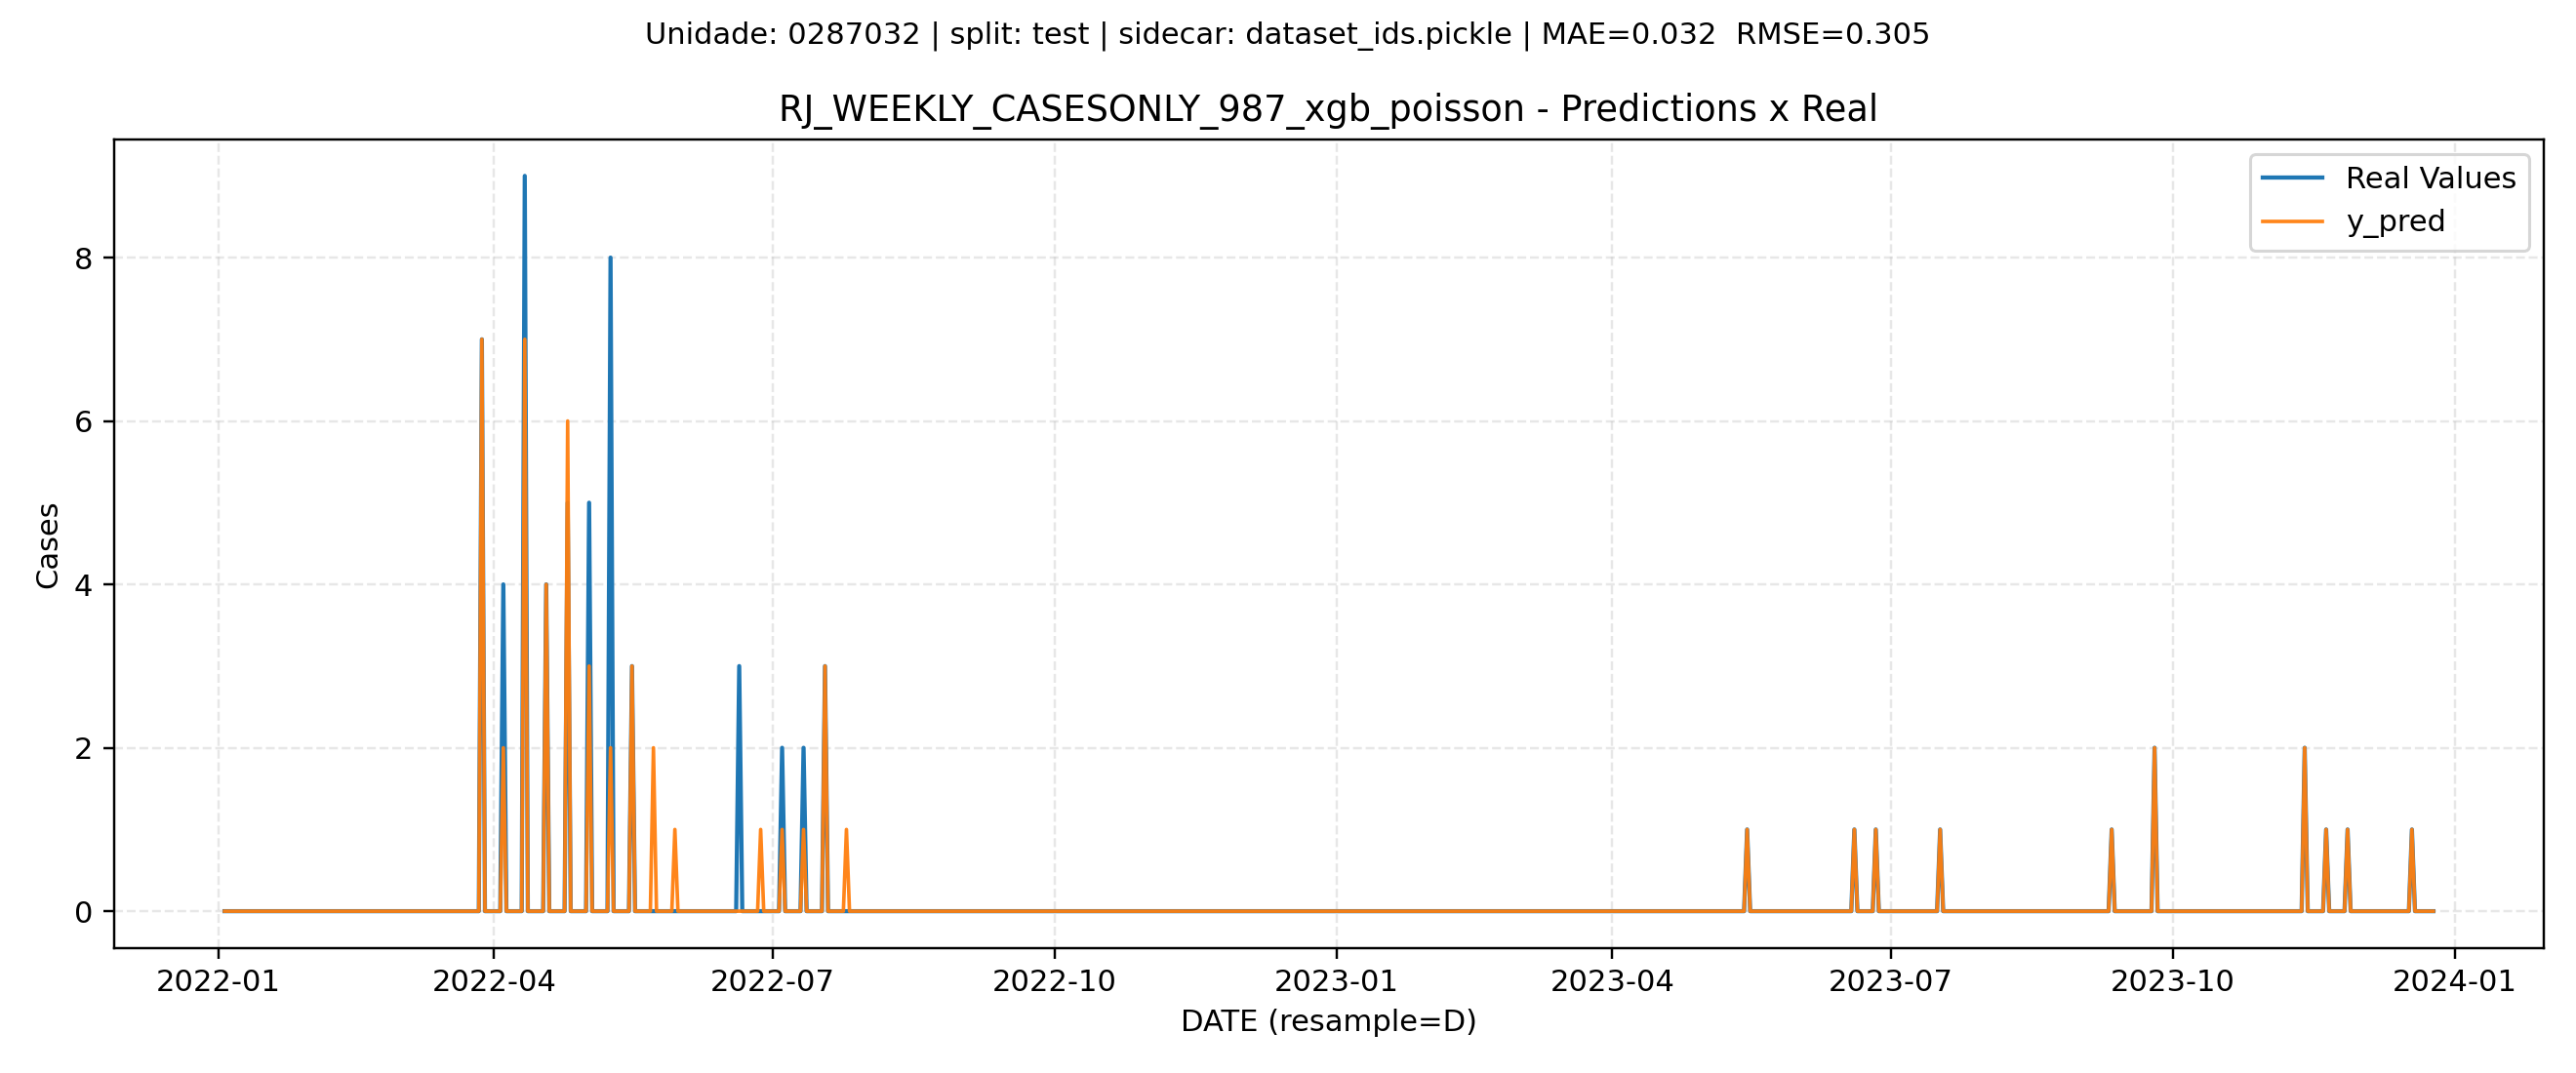 Unidade: 0287032 | split: test | sidecar: dataset_ids.pickle | MAE=0.032  RMSE=0.305
RJ_WEEKLY_CASESONLY_987_xgb_poisson - Predictions x Real
Real Values
y_pred
Cases
8
6
4
2
0
2022-01 2022-04 2022-07 2022-10 2023-01 2023-04 2023-07 2023-10 2024-01
DATE (resample=D)